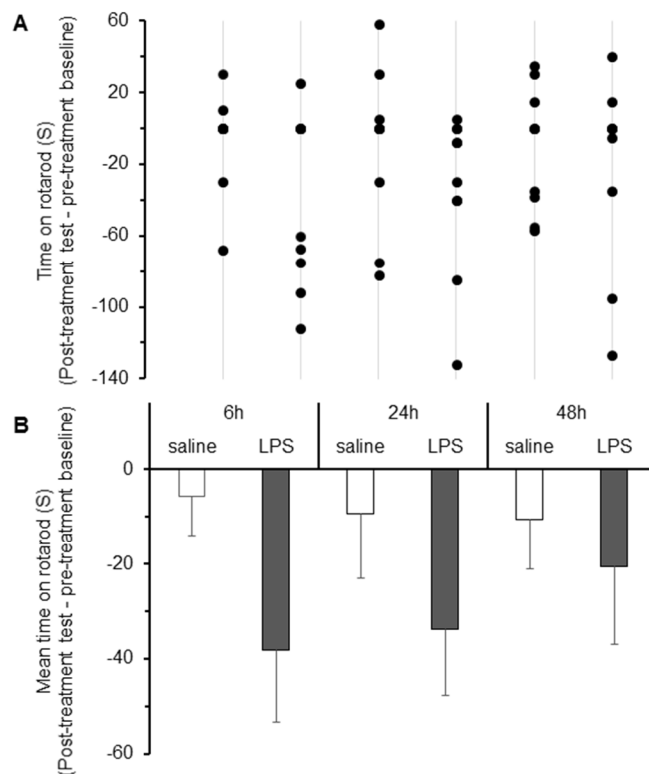 A
Time on rotarod (S)
(Post-treatment test - pre-treatment baseline)
60
20
-20
-60
-100
-140
B
6h 24h 48h
saline LPS saline LPS saline LPS
Mean time on rotarod (S)
(Post-treatment test - pre-treatment baseline)
0
-20
-40
-60